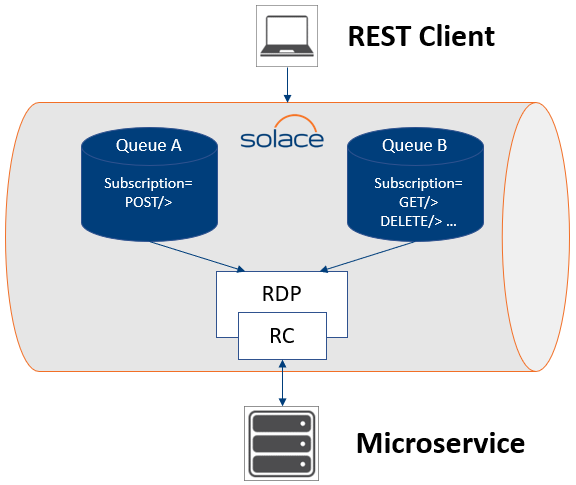 REST Client
solace
Queue A
Subscription=
POST/>
Queue B
Subscription=
GET/>
DELETE/> ...
RDP
RC
Microservice